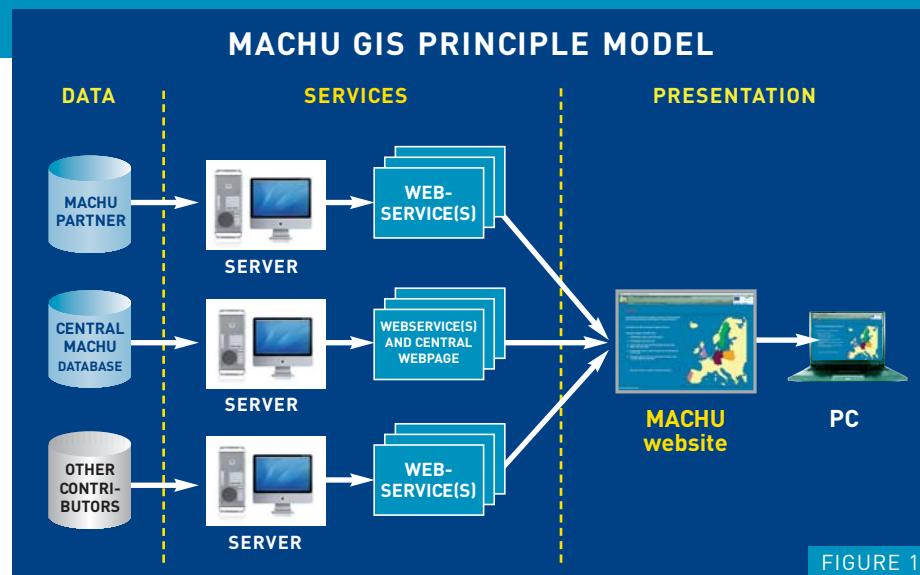 MACHU GIS PRINCIPLE MODEL
DATA
SERVICES
PRESENTATION
MACHU
PARTNER
SERVER
WEB-
SERVICE(S)
CENTRAL
MACHU
DATABASE
SERVER
WEBSERVICE(S)
AND CENTRAL
WEBPAGE
OTHER
CONTRI-
BUTORS
SERVER
WEB-
SERVICE(S)
MACHU
website
PC
FIGURE 1